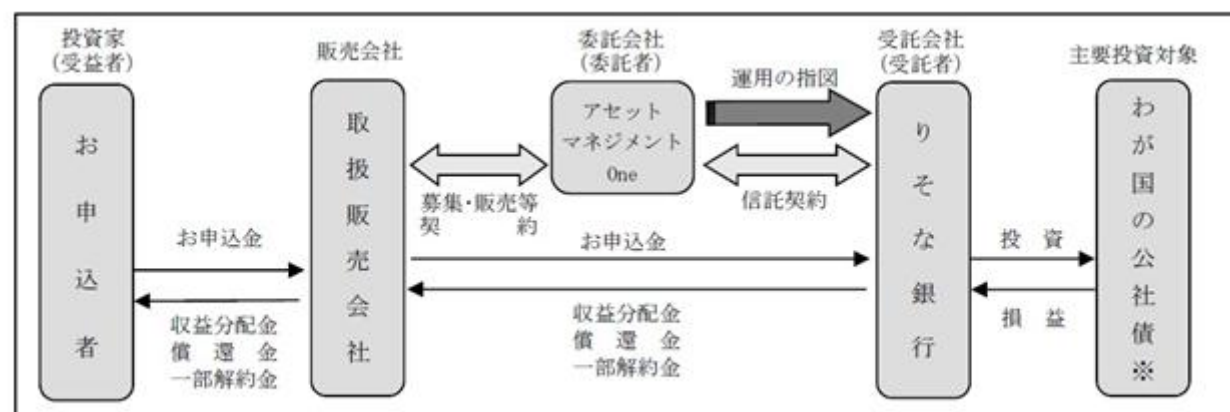 投資家
(受益者)
販売会社
委託会社
(委託者)
受託会社
(受託者)
主要投資対象
お申込者
取扱販売会社
アセット
マネジメント
One
運用の指図
りそな銀行
わが国の公社債※
募集・販売等
契　　　　約
信託契約
お申込金
お申込金
投　資
収益分配金
償　還　金
一部解約金
収益分配金
償　還　金
一部解約金
損　益